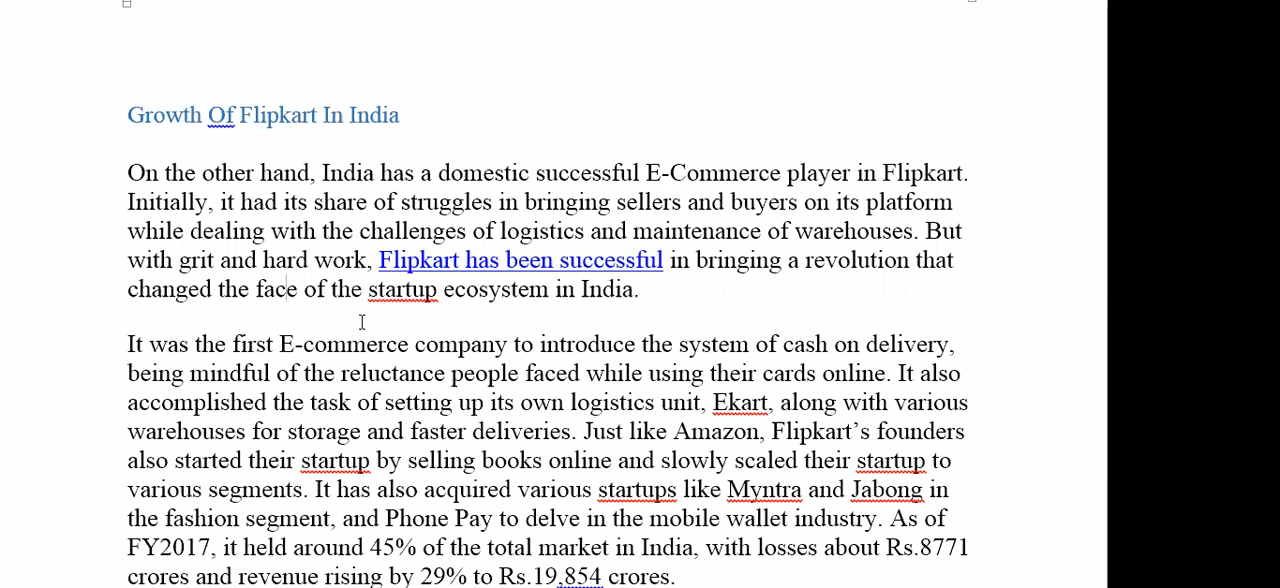 Growth Of Flipkart In India
On the other hand, India has a domestic successful E-Commerce player in Flipkart.
Initially, it had its share of struggles in bringing sellers and buyers on its platform
while dealing with the challenges of logistics and maintenance of warehouses. But
with grit and hard work, Flipkart has been successful in bringing a revolution that
changed the face of the startup ecosystem in India.
It was the first E-commerce company to introduce the system of cash on delivery,
being mindful of the reluctance people faced while using their cards online. It also
accomplished the task of setting up its own logistics unit, Ekart, along with various
warehouses for storage and faster deliveries. Just like Amazon, Flipkart’s founders
also started their startup by selling books online and slowly scaled their startup to
various segments. It has also acquired various startups like Myntra and Jabong in
the fashion segment, and Phone Pay to delve in the mobile wallet industry. As of
FY2017, it held around 45% of the total market in India, with losses about Rs.8771
crores and revenue rising by 29% to Rs.19,854 crores.